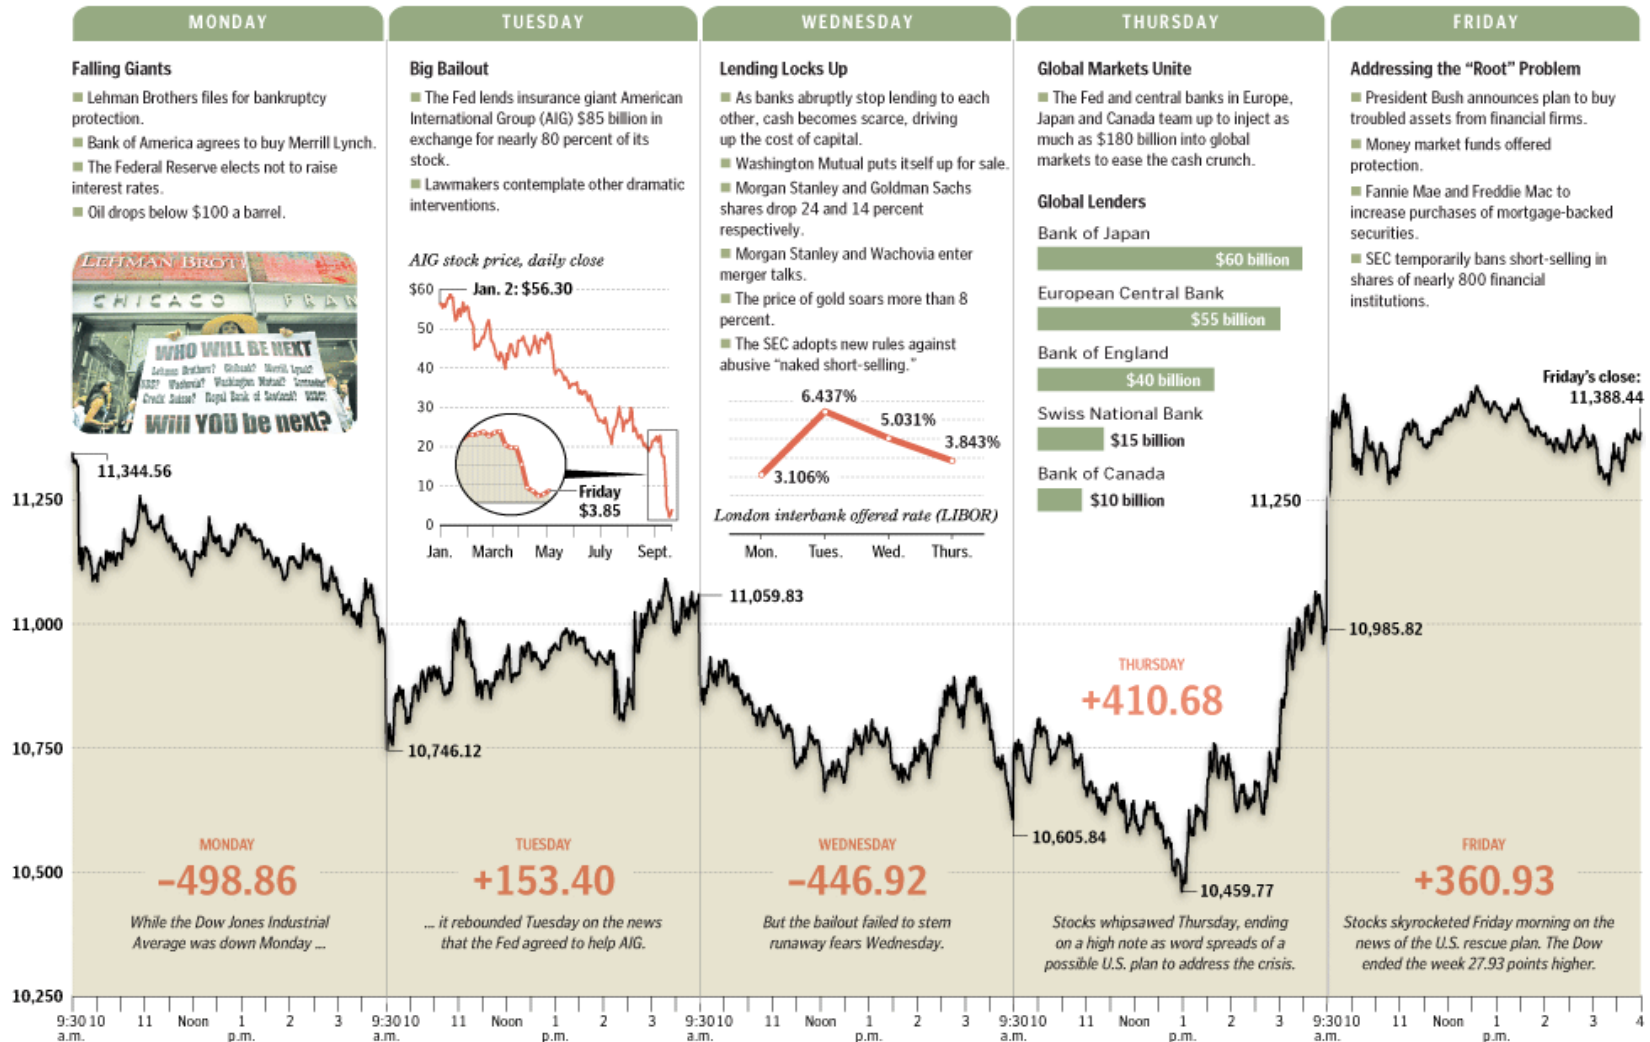 MONDAY
Falling Giants
Lehman Brothers files for bankruptcy
protection.
Bank of America agrees to buy Merrill Lynch.
The Federal Reserve elects not to raise
interest rates.
Oil drops below $100 a barrel.
LEHMAN BROT
CHICAGO FRAN
WHO WILL BE NEXT
Lehman Brothers? Merrill Lynch?
Wachovia? Washington Mutual?
Credit Suisse? Royal Bank of Scotland?
Will YOU be next?
TUESDAY
Big Bailout
The Fed lends insurance giant American
International Group (AIG) $85 billion in
exchange for nearly 80 percent of its
stock.
Lawmakers contemplate other dramatic
interventions.
AIG stock price, daily close
$60
Jan. 2: $56.30
50
40
30
20
10
0
Friday
$3.85
Jan. March May July Sept.
WEDNESDAY
Lending Locks Up
As banks abruptly stop lending to each
other, cash becomes scarce, driving
up the cost of capital.
Washington Mutual puts itself up for sale.
Morgan Stanley and Goldman Sachs
shares drop 24 and 14 percent
respectively.
Morgan Stanley and Wachovia enter
merger talks.
The price of gold soars more than 8
percent.
The SEC adopts new rules against
abusive “naked short-selling.”
6.437%
5.031%
3.843%
3.106%
London interbank offered rate (LIBOR)
Mon. Tues. Wed. Thurs.
THURSDAY
Global Markets Unite
The Fed and central banks in Europe,
Japan and Canada team up to inject as
much as $180 billion into global
markets to ease the cash crunch.
Global Lenders
Bank of Japan
$60 billion
European Central Bank
$55 billion
Bank of England
$40 billion
Swiss National Bank
$15 billion
Bank of Canada
$10 billion
FRIDAY
Addressing the “Root” Problem
President Bush announces plan to buy
troubled assets from financial firms.
Money market funds offered
protection.
Fannie Mae and Freddie Mac to
increase purchases of mortgage-backed
securities.
SEC temporarily bans short-selling in
shares of nearly 800 financial
institutions.
Friday’s close:
11,388.44
11,344.56
11,250
11,250
11,059.83
11,000
10,985.82
10,750
10,746.12
10,605.84
10,500
10,459.77
10,250
MONDAY
−498.86
While the Dow Jones Industrial
Average was down Monday ...
TUESDAY
+153.40
... it rebounded Tuesday on the news
that the Fed agreed to help AIG.
WEDNESDAY
−446.92
But the bailout failed to stem
runaway fears Wednesday.
THURSDAY
+410.68
Stocks whipsawed Thursday, ending
on a high note as word spreads of a
possible U.S. plan to address the crisis.
FRIDAY
+360.93
Stocks skyrocketed Friday morning on the
news of the U.S. rescue plan. The Dow
ended the week 27.93 points higher.
9:30 10 11 Noon 1 2 3 9:30 10 11 Noon 1 2 3 9:30 10 11 Noon 1 2 3 9:30 10 11 Noon 1 2 3 9:30 10 11 Noon 1 2 3 4
a.m. p.m. a.m. p.m. a.m. p.m. a.m. p.m. a.m. p.m.